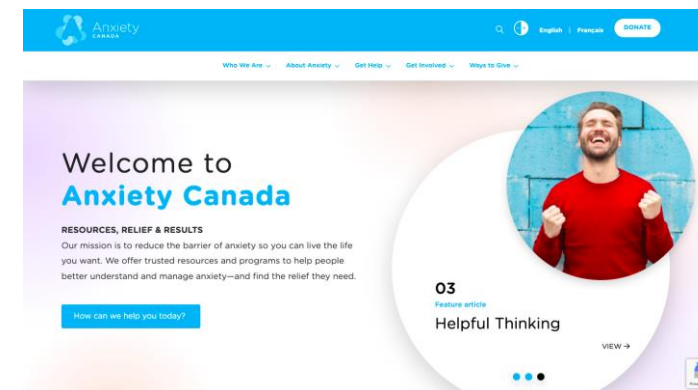 Anxiety
CANADA
English | Français
DONATE
Who We Are
About Anxiety
Get Help
Get Involved
Ways to Give
Welcome to
Anxiety Canada
RESOURCES, RELIEF & RESULTS
Our mission is to reduce the barrier of anxiety so you can live the life
you want. We offer trusted resources and programs to help people
better understand and manage anxiety—and find the relief they need.
How can we help you today?
03
Feature article
Helpful Thinking
VIEW →